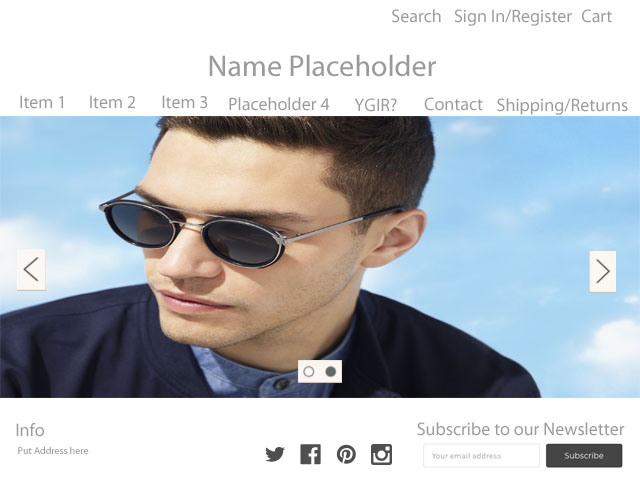 Search Sign In/Register Cart
Name Placeholder
Item 1 Item 2 Item 3 Placeholder 4 YGIR? Contact Shipping/Returns
Info
Put Address here
Subscribe to our Newsletter
Your email address
Subscribe